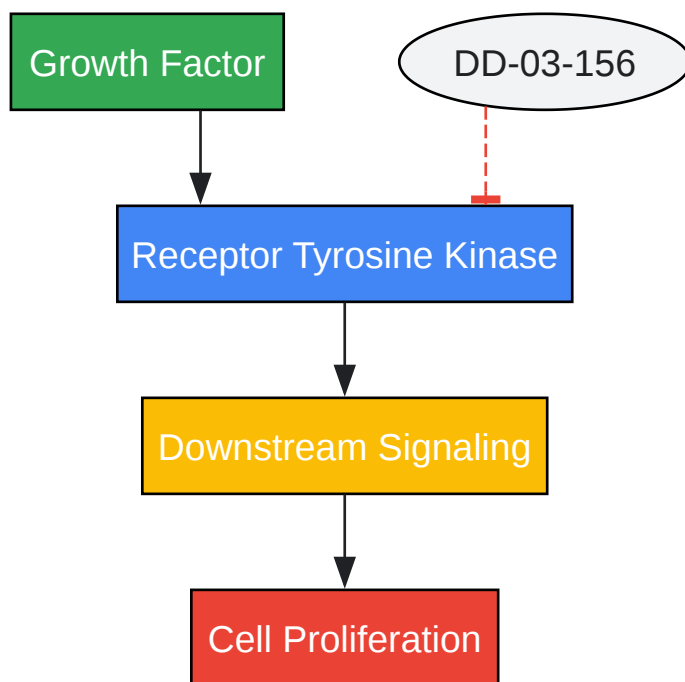 Growth Factor
DD-03-156
Receptor Tyrosine Kinase
Downstream Signaling
Cell Proliferation